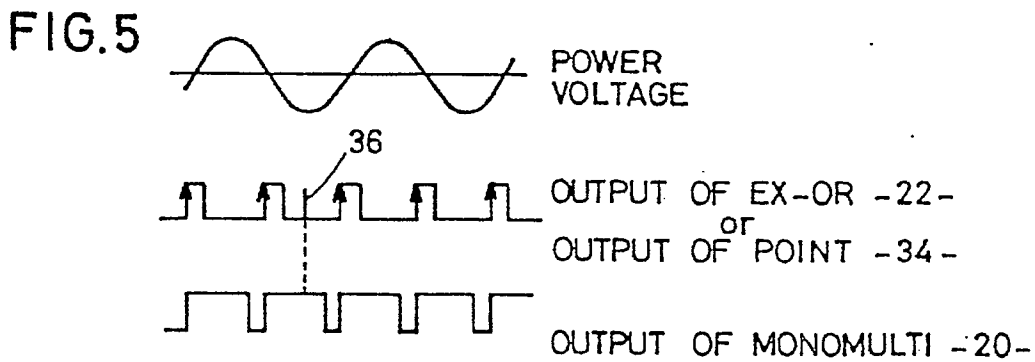 FIG.5
POWER
VOLTAGE
36
OUTPUT OF EX-OR -22-
or
OUTPUT OF POINT -34-
OUTPUT OF MONOMULTI -20-